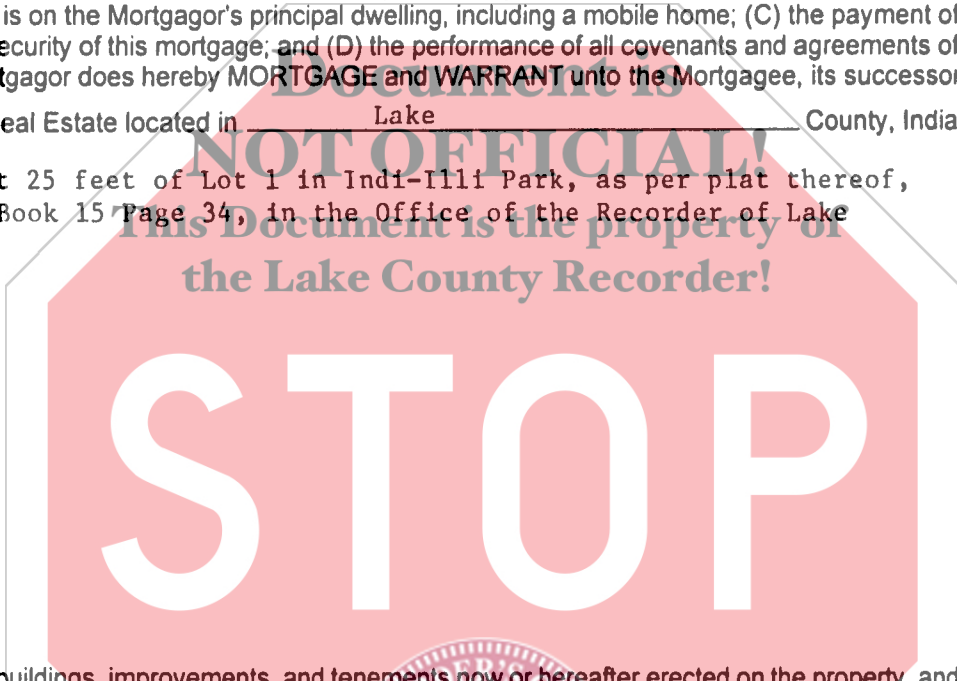 is on the Mortgagor's principal dwelling, including a mobile home; (C) the payment of
ecurity of this mortgage; and (D) the performance of all covenants and agreements of
tgagor does hereby MORTGAGE and WARRANT unto the Mortgagee, its successor
Document is
eal Estate located in Lake County, India
NOT OFFICIAL!
t 25 feet of Lot 1 in Indi-Illi Park, as per plat thereof,
Book 15 Page 34, in the Office of the Recorder of Lake
This Document is the property of
the Lake County Recorder!
STOP
buildings, improvements, and tenements now or hereafter erected on the property, and